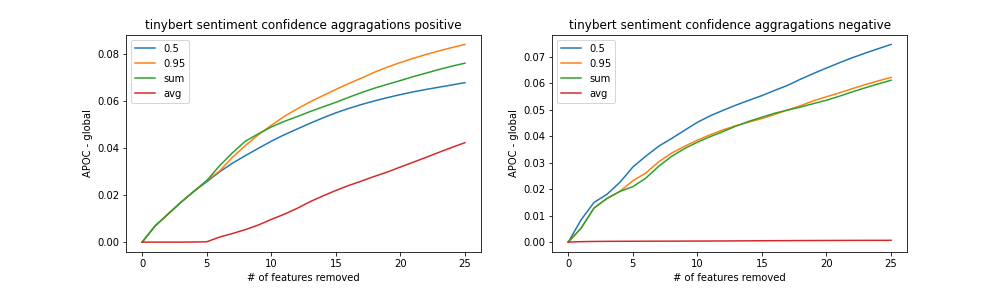 tinybert sentiment confidence aggragations positive
0.5
0.95
sum
avg
APOC - global
0.08
0.06
0.04
0.02
0.00
0 5 10 15 20 25
# of features removed
tinybert sentiment confidence aggragations negative
0.5
0.95
sum
avg
APOC - global
0.07
0.06
0.05
0.04
0.03
0.02
0.01
0.00
0 5 10 15 20 25
# of features removed